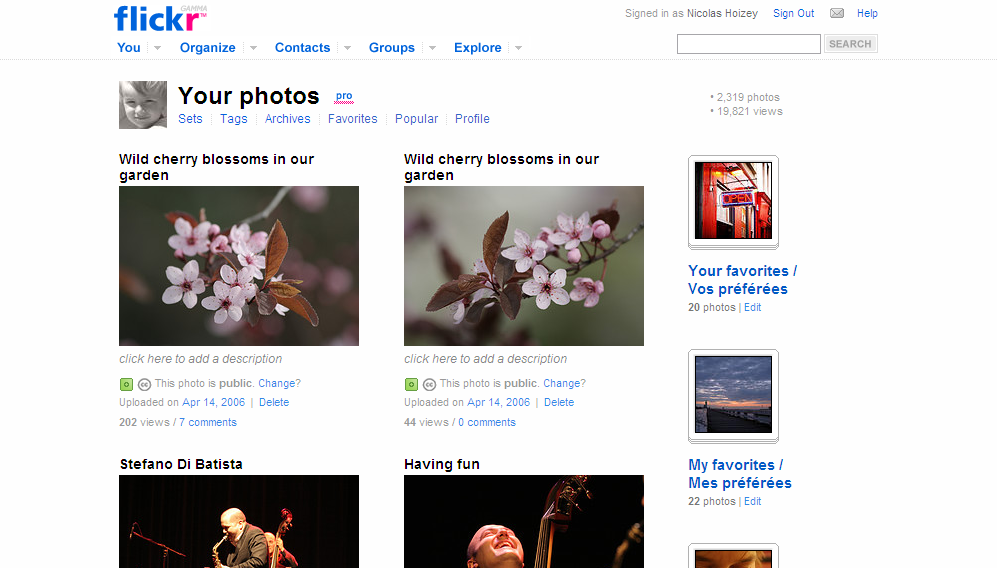 flickr GAMMA™
Signed in as Nicolas Hoizey Sign Out Help
You Organize Contacts Groups Explore
SEARCH
Your photos pro
Sets Tags Archives Favorites Popular Profile
• 2,319 photos
• 19,821 views
Wild cherry blossoms in our
garden
click here to add a description
cc This photo is public. Change?
Uploaded on Apr 14, 2006 | Delete
202 views / 7 comments
Wild cherry blossoms in our
garden
click here to add a description
cc This photo is public. Change?
Uploaded on Apr 14, 2006 | Delete
44 views / 0 comments
Stefano Di Batista
Having fun
OPEN
Your favorites /
Vos préférées
20 photos | Edit
My favorites /
Mes préférées
22 photos | Edit